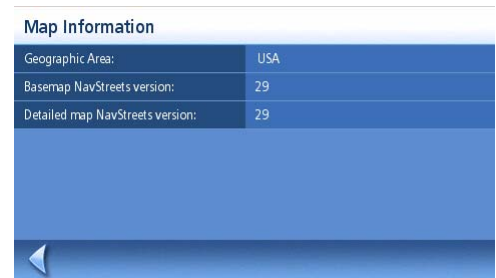 Map Information
Geographic Area: USA
Basemap NavStreets version: 29
Detailed map NavStreets version: 29